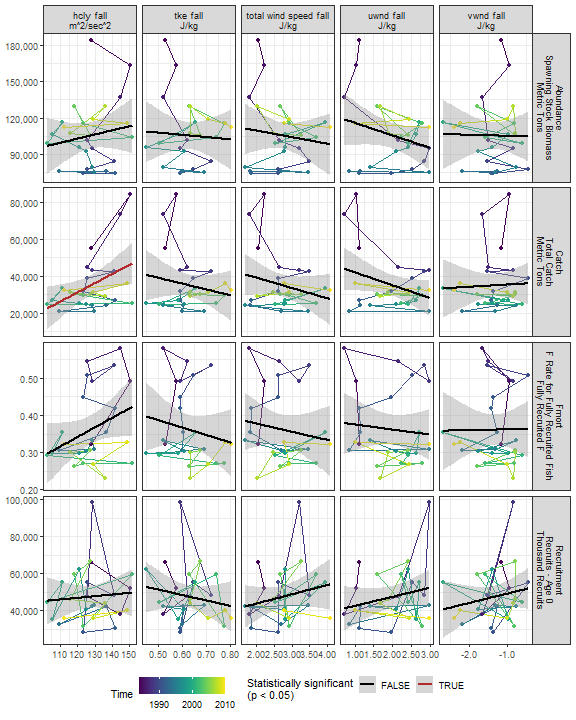 hcly fall
m^2/sec^2
tke fall
J/kg
total wind speed fall
J/kg
uwnd fall
J/kg
vwnd fall
J/kg
180,000
150,000
120,000
90,000
Abundance
Spawning Stock Biomass
Metric Tons
80,000
60,000
40,000
20,000
Catch
Total Catch
Metric Tons
0.50
0.40
0.30
0.20
Fmort
F Rate for Fully Recruited Fish
Fully Recruited F
100,000
80,000
60,000
40,000
Recruitment
Recruits - Age 0
Thousand Recruits
110 120 130 140 150
0.50 0.60 0.70 0.80
2.00 2.50 3.00 3.50 4.00
1.00 1.50 2.00 2.50 3.00
-2.0 -1.0
Time
1990 2000 2010
Statistically significant
(p < 0.05)
FALSE
TRUE